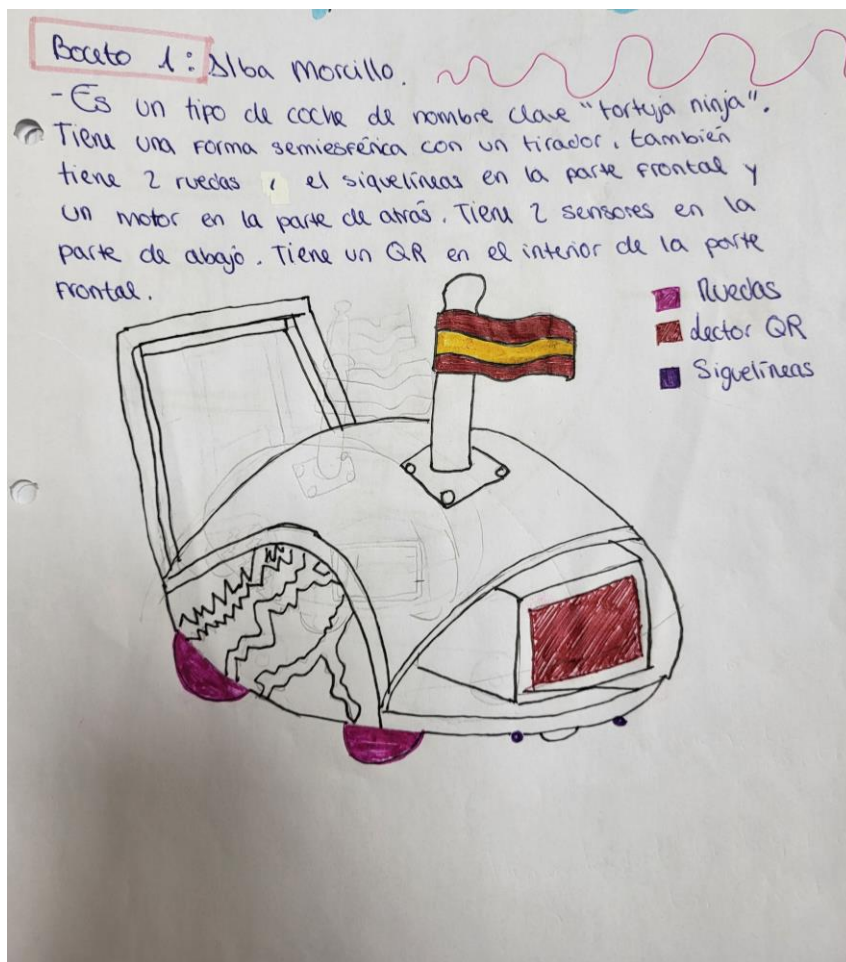 Boceto 1: Alba Morcillo.
- Es un tipo de coche de nombre clave "tortuja ninja".
Tiene una forma semiesférica con un tirador, también
tiene 2 ruedas, el siguelíneas en la parte frontal y
un motor en la parte de atrás. Tiene 2 sensores en la
parte de abajo. Tiene un QR en el interior de la parte
frontal.
Ruedas
Lector QR
Siguelíneas